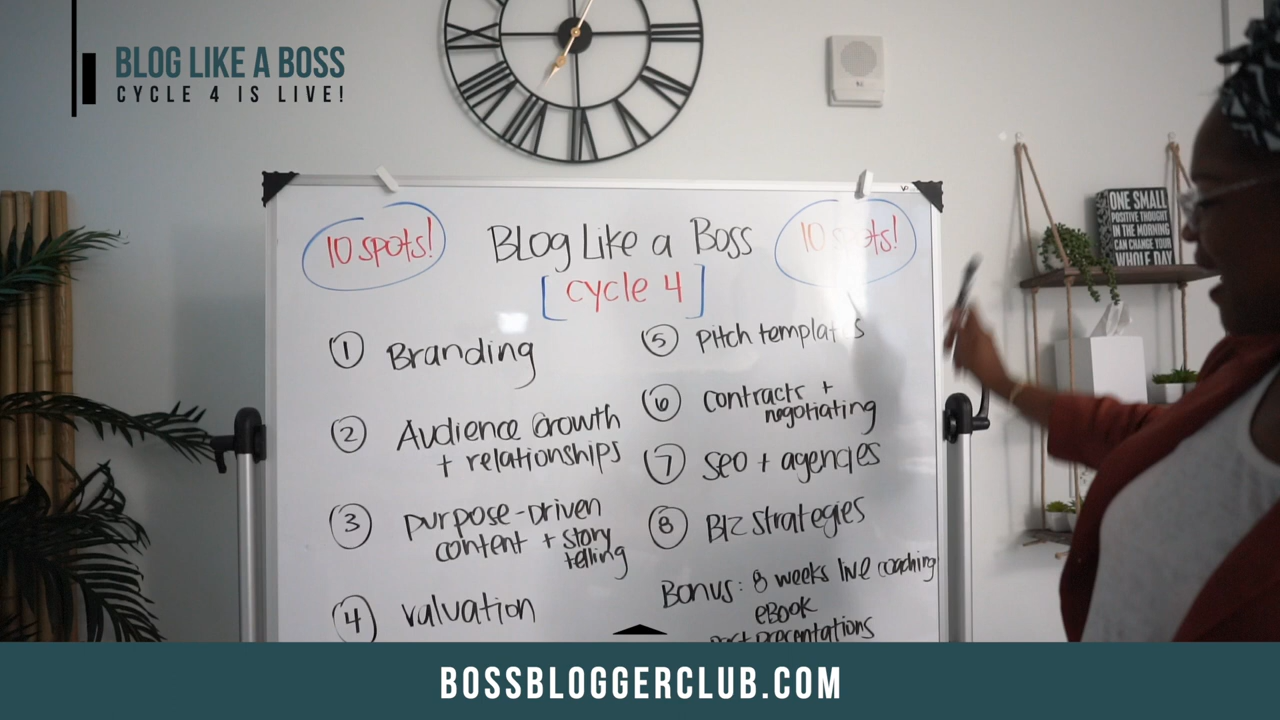 BLOG LIKE A BOSS
CYCLE 4 IS LIVE!
10 spots!
Blog Like a Boss
10 spots!
[cycle 4]
1 Branding
2 Audience Growth
+ relationships
3 purpose-driven
content + story
telling
4 valuation
5 pitch templates
6 contracts +
negotiating
7 seo + agencies
8 BIZ strategies
Bonus: 8 weeks live coaching
eBook
past presentations
ONE SMALL
POSITIVE THOUGHT
IN THE MORNING
CAN CHANGE YOUR
WHOLE DAY
BOSSBLOGGERCLUB.COM